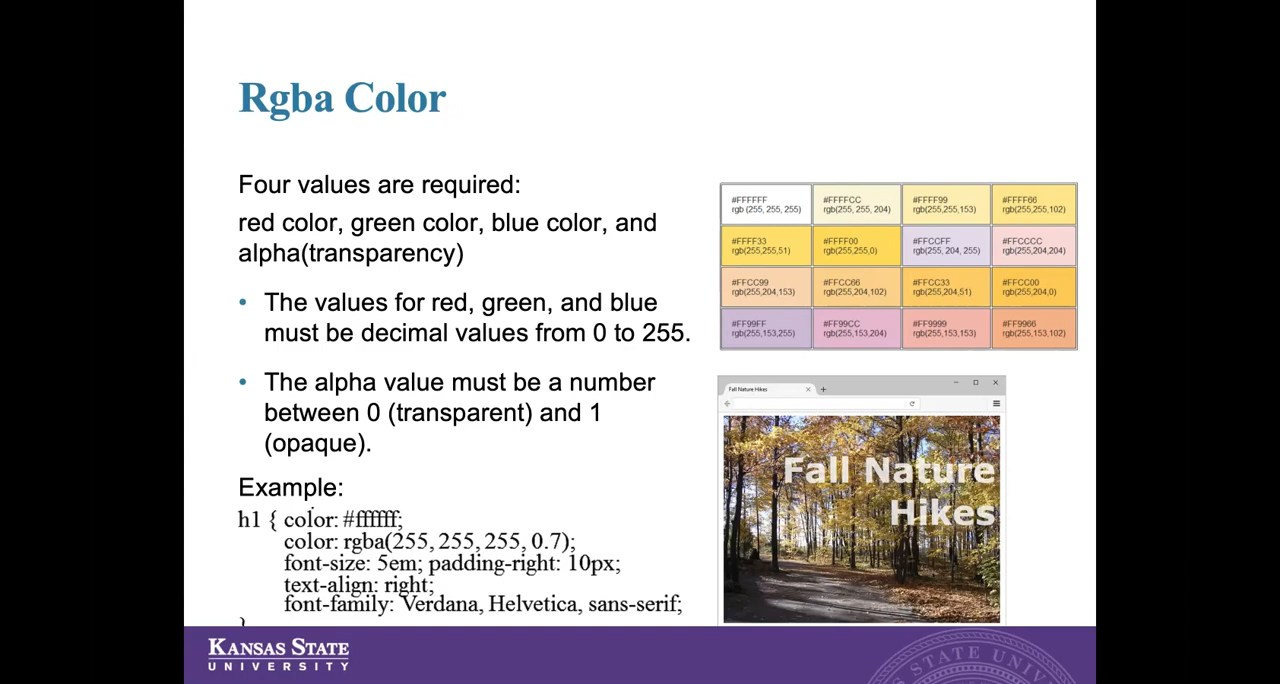 Rgba Color
Four values are required:
red color, green color, blue color, and
alpha(transparency)
• The values for red, green, and blue
must be decimal values from 0 to 255.
• The alpha value must be a number
between 0 (transparent) and 1
(opaque).
Example:
h1 { color: #ffffff;
color: rgba(255, 255, 255, 0.7);
font-size: 5em; padding-right: 10px;
text-align: right;
font-family: Verdana, Helvetica, sans-serif;
}
#FFFFFF
rgb (255, 255, 255)
#FFFFCC
rgb(255, 255, 204)
#FFFF99
rgb(255,255,153)
#FFFF66
rgb(255,255,102)
#FFFF33
rgb(255,255,51)
#FFFF00
rgb(255,255,0)
#FFCCFF
rgb(255, 204, 255)
#FFCCCC
rgb(255,204,204)
#FFCC99
rgb(255,204,153)
#FFCC66
rgb(255,204,102)
#FFCC33
rgb(255,204,51)
#FFCC00
rgb(255,204,0)
#FF99FF
rgb(255,153,255)
#FF99CC
rgb(255,153,204)
#FF9999
rgb(255,153,153)
#FF9966
rgb(255,153,102)
Fall Nature Hikes
Fall Nature
Hikes
KANSAS STATE
UNIVERSITY
STATE UNIV